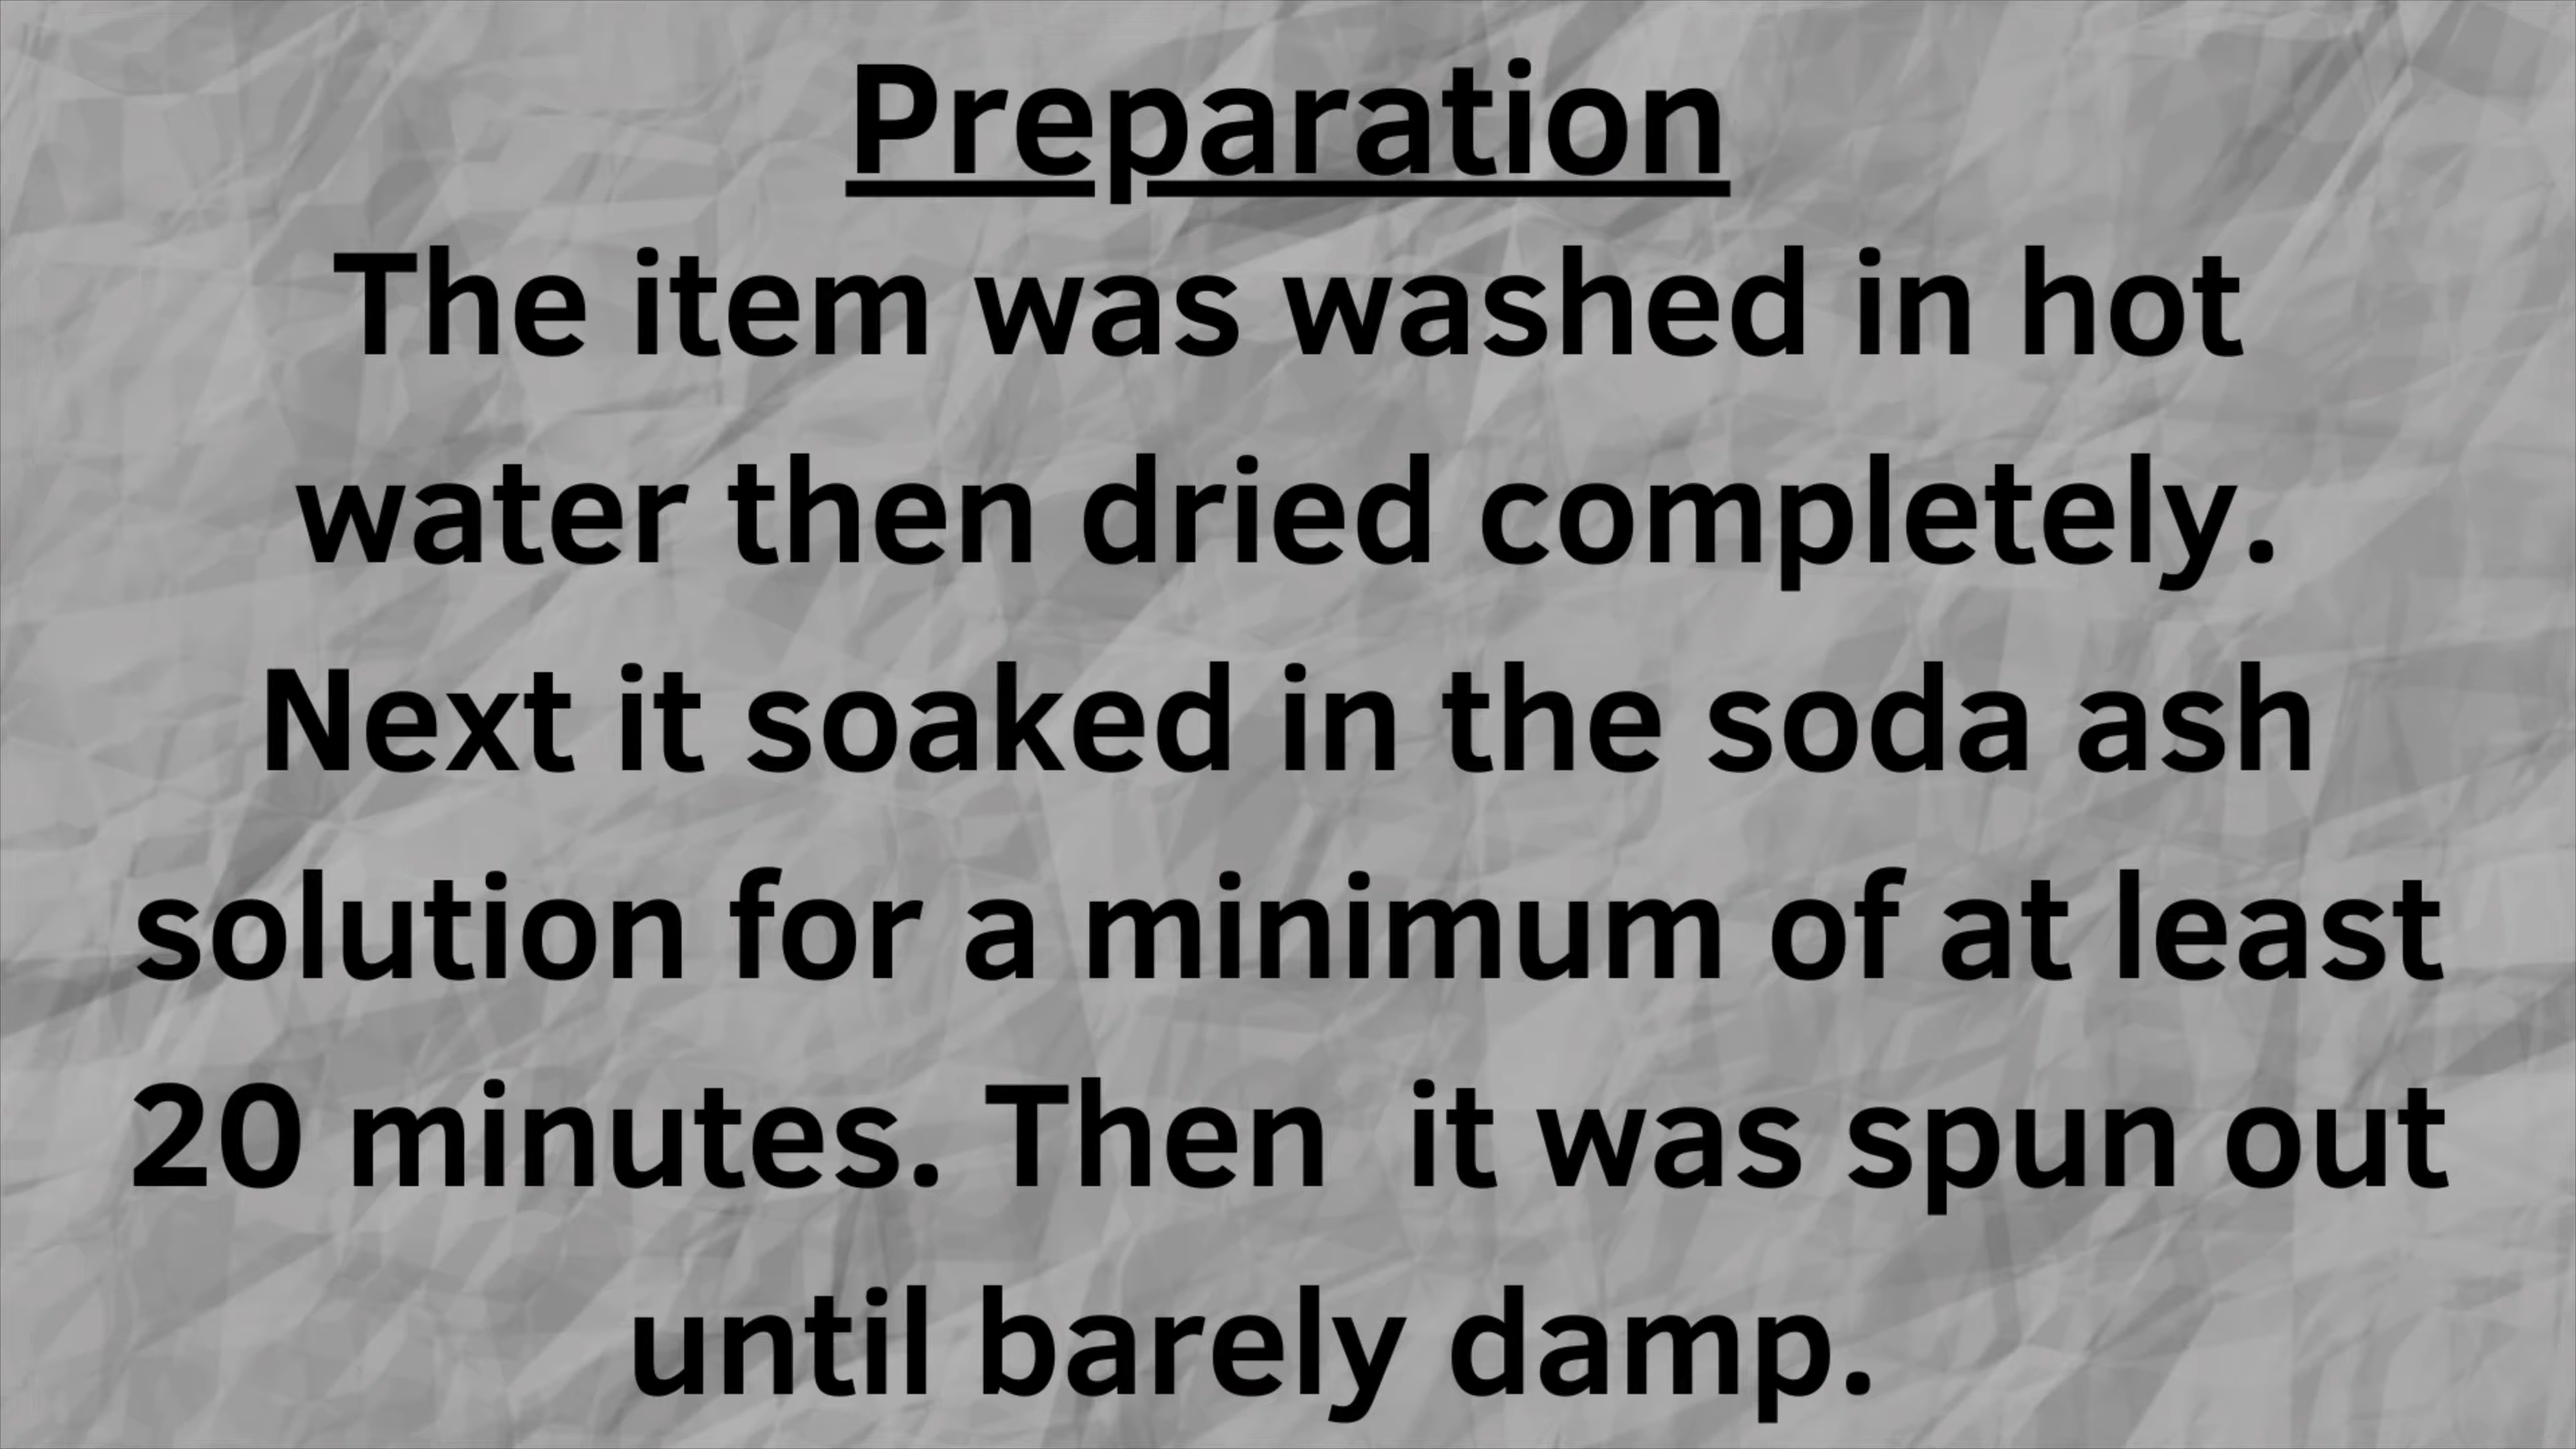 Preparation
The item was washed in hot
water then dried completely.
Next it soaked in the soda ash
solution for a minimum of at least
20 minutes. Then  it was spun out
until barely damp.